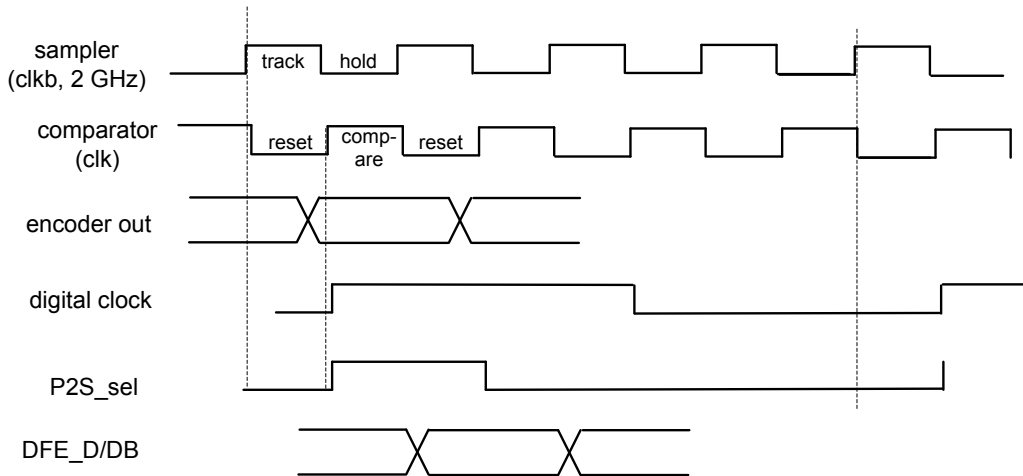 sampler
(clkb, 2 GHz)
track
hold
comparator
(clk)
reset
comp-
are
reset
encoder out
digital clock
P2S_sel
DFE_D/DB